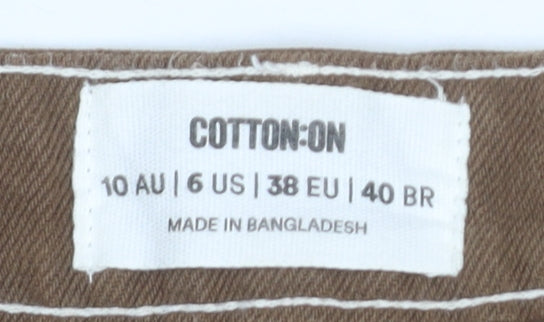 COTTON:ON
10 AU | 6 US | 38 EU | 40 BR
MADE IN BANGLADESH